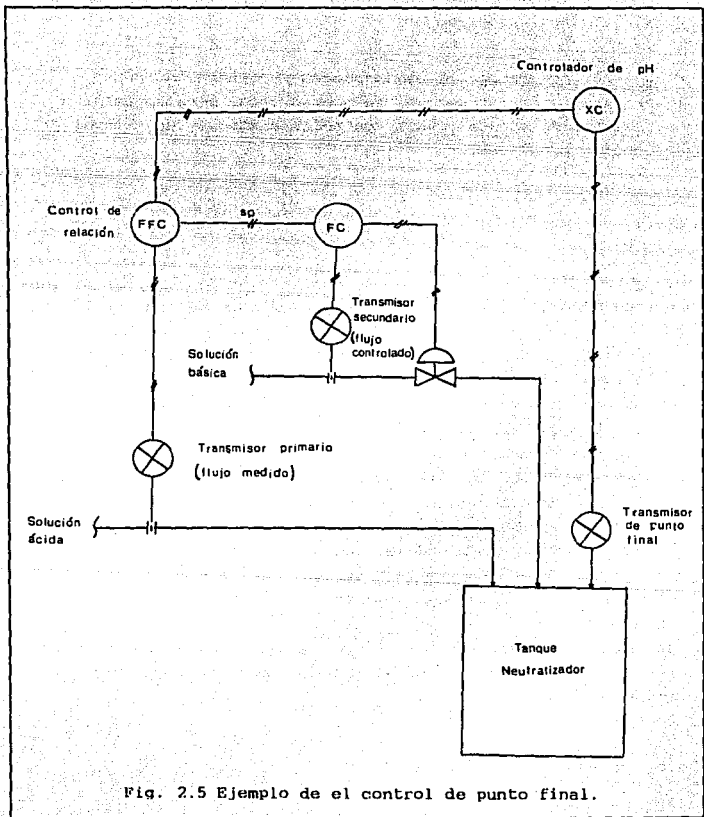 Controlador de pH
XC
Control de
relación
FFC
sp
FC
Transmisor
secundario
(flujo
controlado)
Solución
básica
Transmisor primario
(flujo medido)
Solución
ácida
Transmisor
de punto
final
Tanque
Neutralizador
Fig. 2.5 Ejemplo de el control de punto final.